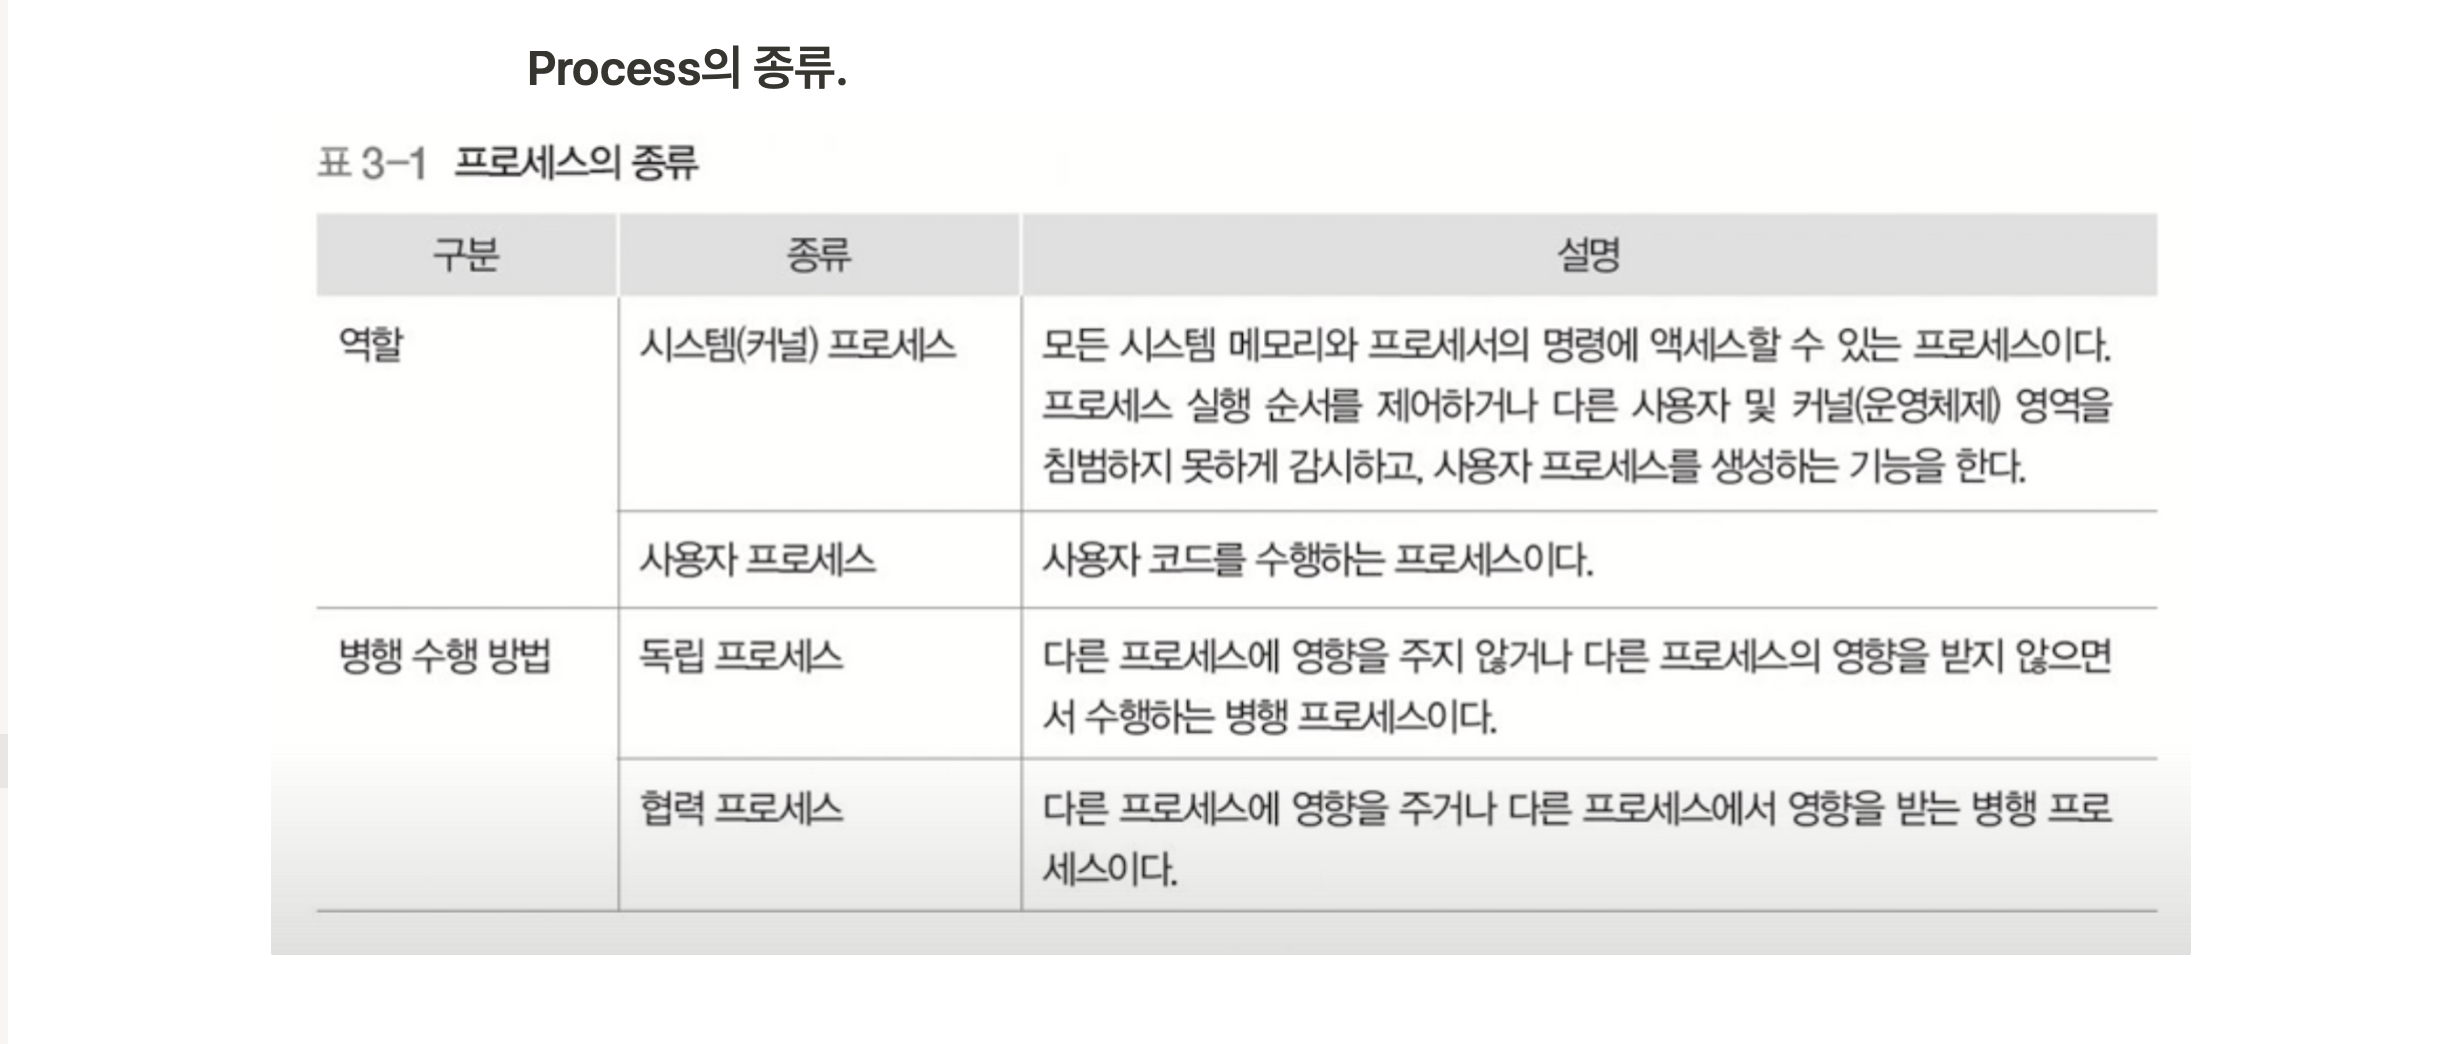 Process의 종류.
표 3-1 프로세스의 종류
구분 종류 설명
역할 시스템(커널) 프로세스 모든 시스템 메모리와 프로세서의 명령에 액세스할 수 있는 프로세스이다.
프로세스 실행 순서를 제어하거나 다른 사용자 및 커널(운영체제) 영역을
침범하지 못하게 감시하고, 사용자 프로세스를 생성하는 기능을 한다.
사용자 프로세스 사용자 코드를 수행하는 프로세스이다.
병행 수행 방법 독립 프로세스 다른 프로세스에 영향을 주지 않거나 다른 프로세스의 영향을 받지 않으면
서 수행하는 병행 프로세스이다.
협력 프로세스 다른 프로세스에 영향을 주거나 다른 프로세스에서 영향을 받는 병행 프로
세스이다.